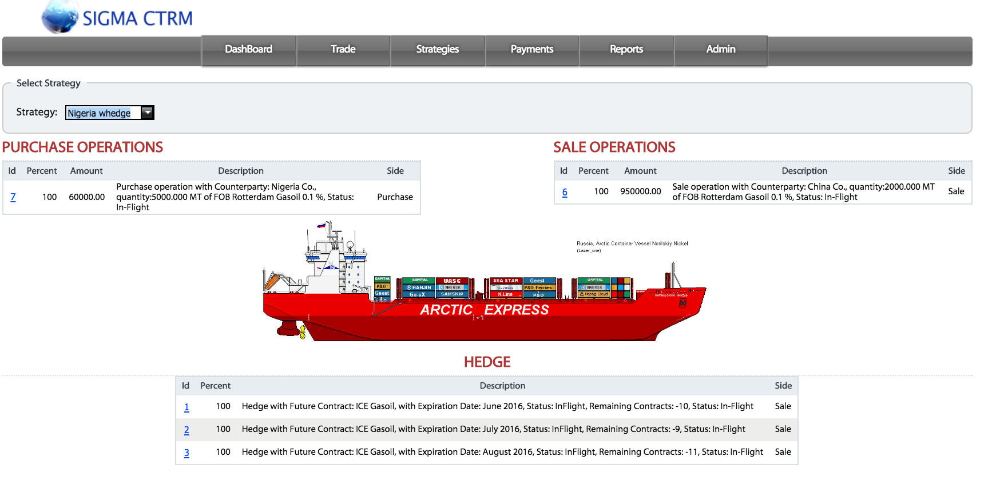 SIGMA CTRM
DashBoard Trade Strategies Payments Reports Admin
Select Strategy
Strategy: Nigeria whedge
PURCHASE OPERATIONS
Id Percent Amount Description Side
7 100 60000.00 Purchase operation with Counterparty: Nigeria Co.,
quantity:5000.000 MT of FOB Rotterdam Gasoil 0.1 %, Status:
In-Flight
Purchase
SALE OPERATIONS
Id Percent Amount Description Side
6 100 950000.00 Sale operation with Counterparty: China Co., quantity:2000.000 MT
of FOB Rotterdam Gasoil 0.1 %, Status: In-Flight
Sale
Russia, Arctic Container Vessel Norilskiy Nickel
(Lazer_one)
CAPITAL
P&O
Geest
CAPITAL UASC
HANJIN MAERSK
Ge-eX SAMSKIP
SEA STAR Geest
P&O Ferries
K-Line P&O
CAPITAL
MAERSK
Hapag-Lloyd
НОРИЛЬСКИЙ НИКЕЛЬ
ARCTIC EXPRESS
HEDGE
Id Percent Description Side
1 100 Hedge with Future Contract: ICE Gasoil, with Expiration Date: June 2016, Status: InFlight, Remaining Contracts: -10, Status: In-Flight Sale
2 100 Hedge with Future Contract: ICE Gasoil, with Expiration Date: July 2016, Status: InFlight, Remaining Contracts: -9, Status: In-Flight Sale
3 100 Hedge with Future Contract: ICE Gasoil, with Expiration Date: August 2016, Status: InFlight, Remaining Contracts: -11, Status: In-Flight Sale